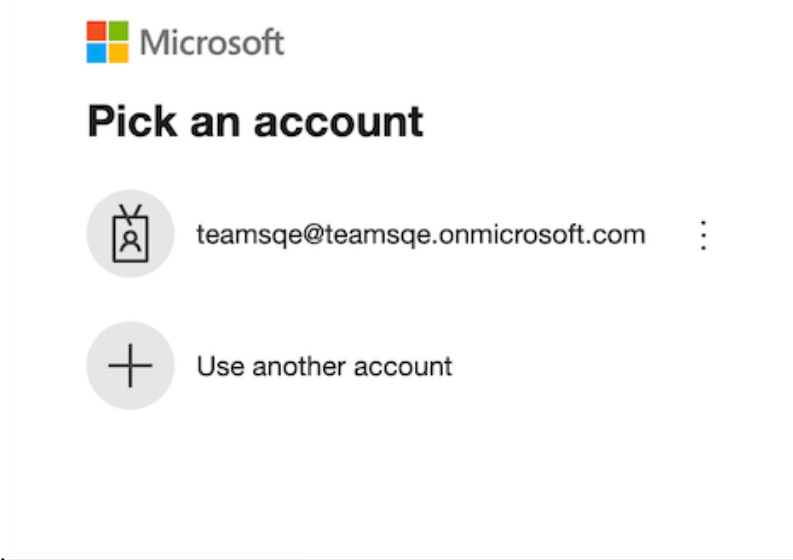 Microsoft
Pick an account
teamsqe@teamsqe.onmicrosoft.com
Use another account